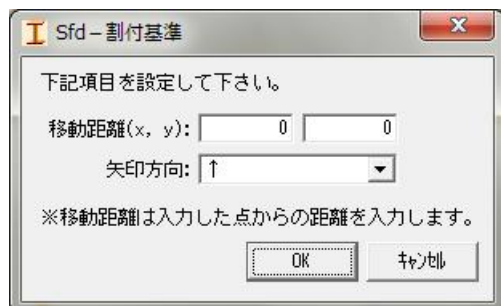 Sfd－割付基準
下記項目を設定して下さい。
移動距離(x, y): 0 0
矢印方向: ↑
※移動距離は入力した点からの距離を入力します。
OK ｷｬﾝｾﾙ